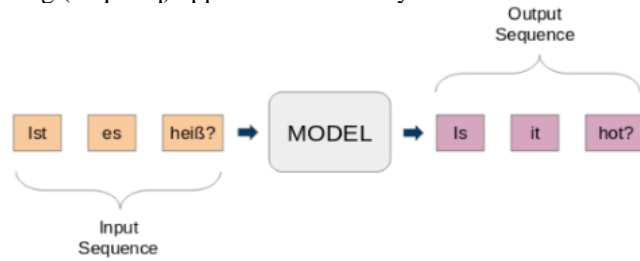 Output
Sequence
Ist es heiß? MODEL Is it hot?
Input
Sequence